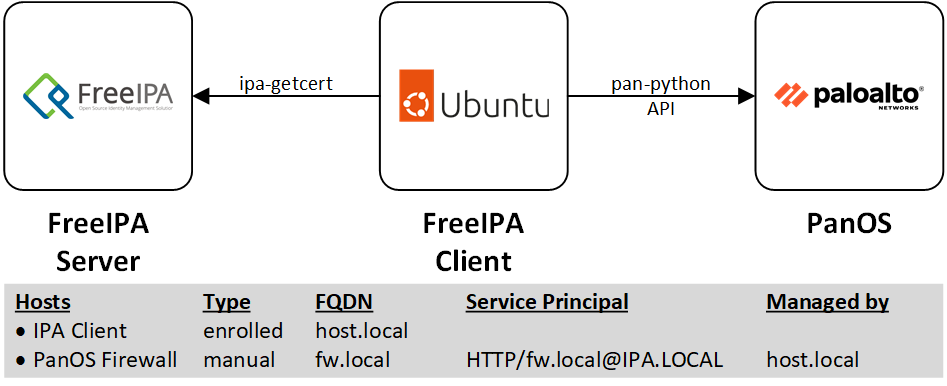 FreeIPA
Open Source Identity Management Solution
ipa-getcert
Ubuntu
pan-python
API
paloalto®
NETWORKS
FreeIPA
Server
FreeIPA
Client
PanOS
Hosts Type FQDN Service Principal Managed by
• IPA Client enrolled host.local
• PanOS Firewall manual fw.local HTTP/fw.local@IPA.LOCAL host.local